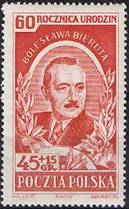 60 ROCZNICA URODZIN
BOLESŁAWA BIERUTA
45+15
GR.
POCZTA POLSKA